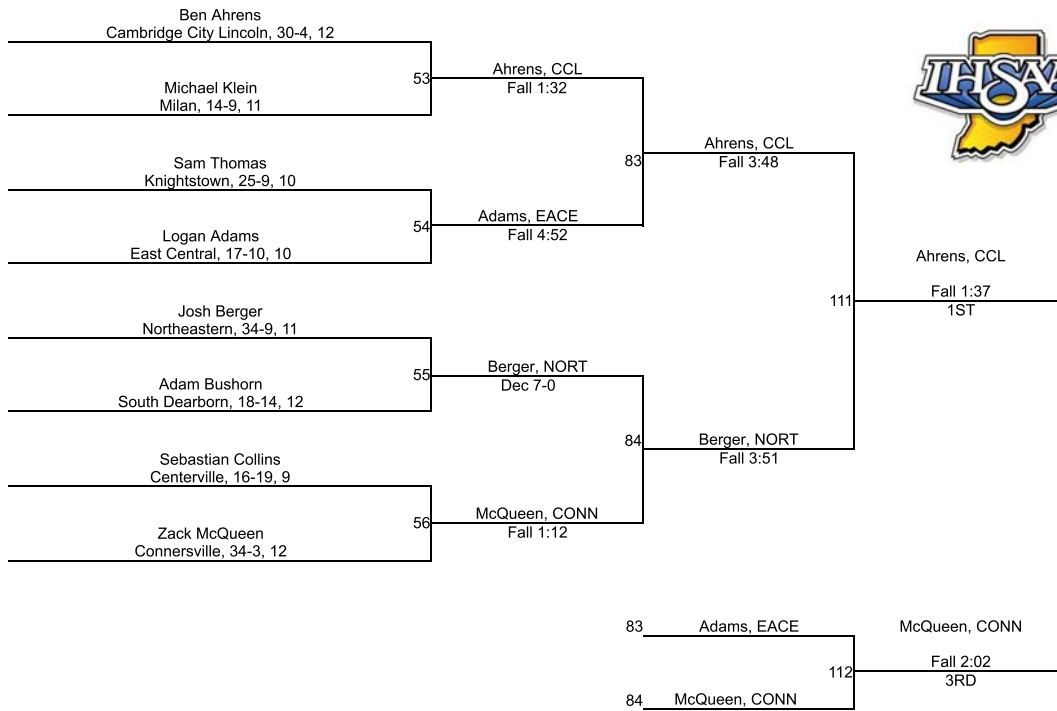 Ben Ahrens
Cambridge City Lincoln, 30-4, 12
Michael Klein
Milan, 14-9, 11
Sam Thomas
Knightstown, 25-9, 10
Logan Adams
East Central, 17-10, 10
Josh Berger
Northeastern, 34-9, 11
Adam Bushorn
South Dearborn, 18-14, 12
Sebastian Collins
Centerville, 16-19, 9
Zack McQueen
Connersville, 34-3, 12
53
Ahrens, CCL
Fall 1:32
54
Adams, EACE
Fall 4:52
55
Berger, NORT
Dec 7-0
56
McQueen, CONN
Fall 1:12
83
Ahrens, CCL
Fall 3:48
84
Berger, NORT
Fall 3:51
111
Ahrens, CCL
Fall 1:37
1ST
83
Adams, EACE
84
McQueen, CONN
112
McQueen, CONN
Fall 2:02
3RD
IHSAA